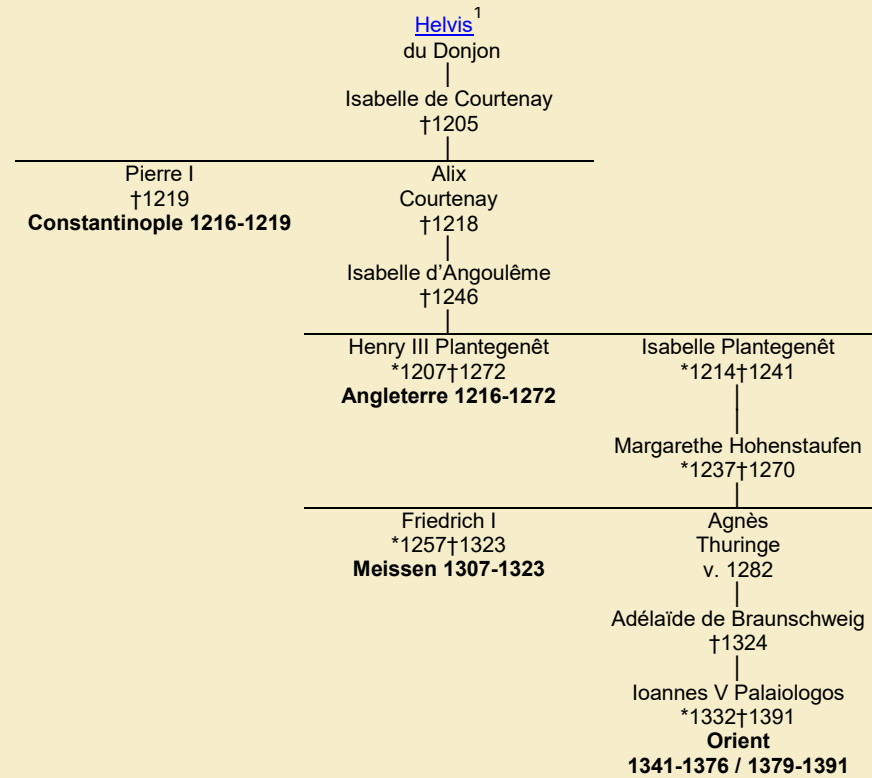 Helvis1
du Donjon
Isabelle de Courtenay
†1205
Pierre I
†1219
Constantinople 1216-1219
Alix
Courtenay
†1218
Isabelle d’Angoulême
†1246
Henry III Plantegenêt
*1207†1272
Angleterre 1216-1272
Isabelle Plantegenêt
*1214†1241
Margarethe Hohenstaufen
*1237†1270
Friedrich I
*1257†1323
Meissen 1307-1323
Agnès
Thuringe
v. 1282
Adélaïde de Braunschweig
†1324
Ioannes V Palaiologos
*1332†1391
Orient
1341-1376 / 1379-1391